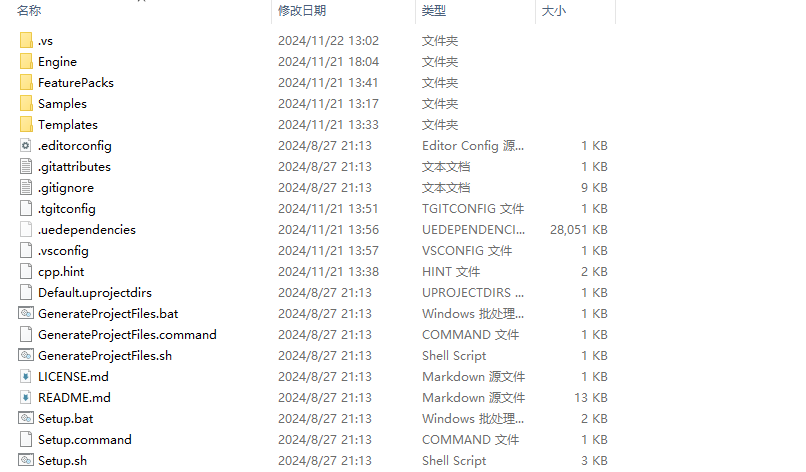 名称 修改日期 类型 大小
.vs 2024/11/22 13:02 文件夹
Engine 2024/11/21 18:04 文件夹
FeaturePacks 2024/11/21 13:41 文件夹
Samples 2024/11/21 13:17 文件夹
Templates 2024/11/21 13:33 文件夹
.editorconfig 2024/8/27 21:13 Editor Config 源... 1 KB
.gitattributes 2024/8/27 21:13 文本文档 1 KB
.gitignore 2024/8/27 21:13 文本文档 9 KB
.tgitconfig 2024/11/21 13:51 TGITCONFIG 文件 1 KB
.uedependencies 2024/11/21 13:56 UEDEPENDENCI... 28,051 KB
.vsconfig 2024/11/21 13:57 VSCONFIG 文件 1 KB
cpp.hint 2024/11/21 13:38 HINT 文件 2 KB
Default.uprojectdirs 2024/8/27 21:13 UPROJECTDIRS ... 1 KB
GenerateProjectFiles.bat 2024/8/27 21:13 Windows 批处理... 1 KB
GenerateProjectFiles.command 2024/8/27 21:13 COMMAND 文件 1 KB
GenerateProjectFiles.sh 2024/8/27 21:13 Shell Script 1 KB
LICENSE.md 2024/8/27 21:13 Markdown 源文件 1 KB
README.md 2024/8/27 21:13 Markdown 源文件 13 KB
Setup.bat 2024/8/27 21:13 Windows 批处理... 2 KB
Setup.command 2024/8/27 21:13 COMMAND 文件 1 KB
Setup.sh 2024/8/27 21:13 Shell Script 3 KB